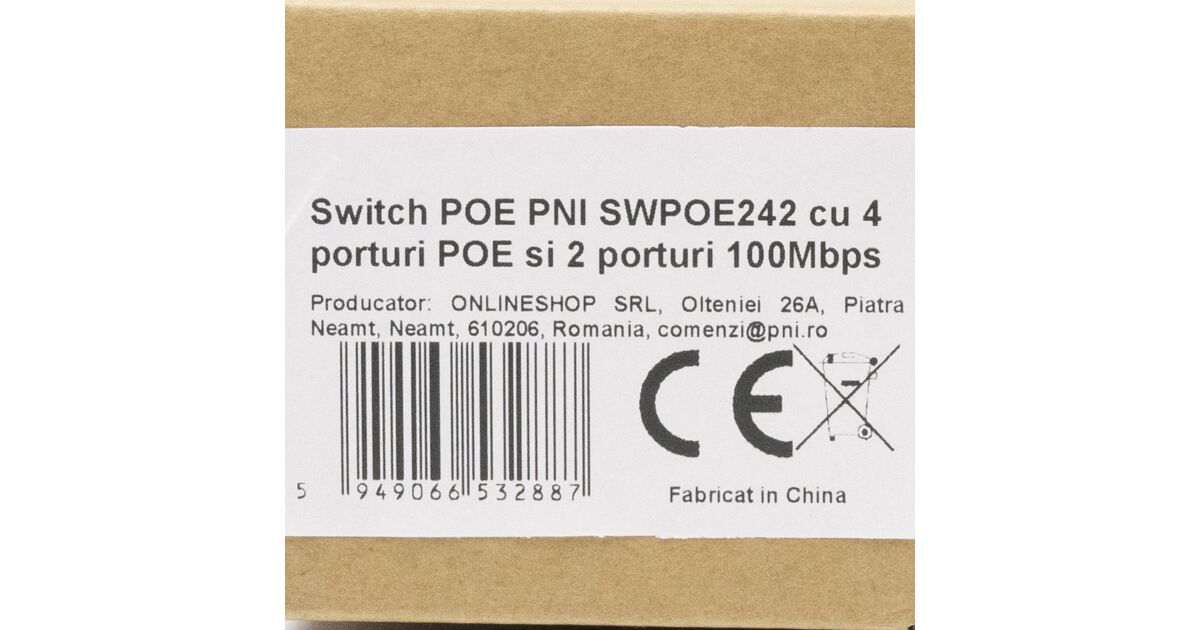 Switch POE PNI SWPOE242 cu 4
porturi POE si 2 porturi 100Mbps
Producator: ONLINESHOP SRL, Olteniei 26A, Piatra
Neamt, Neamt, 610206, Romania, comenzi@pni.ro
CE
5 949066 532887
Fabricat in China